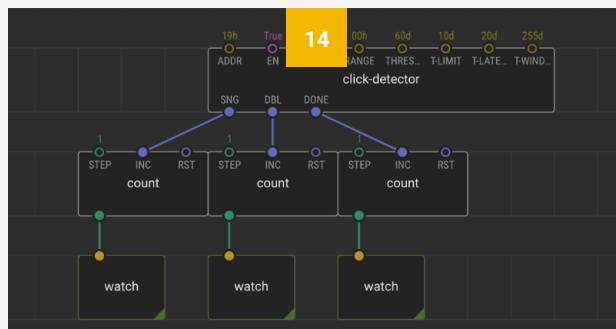 14
19h True 00h 60d 10d 20d 255d
ADDR EN RANGE THRES… T-LIMIT T-LATE… T-WIND…
click-detector
SNG DBL DONE
1 1 1
STEP INC RST STEP INC RST STEP INC RST
count count count
watch watch watch